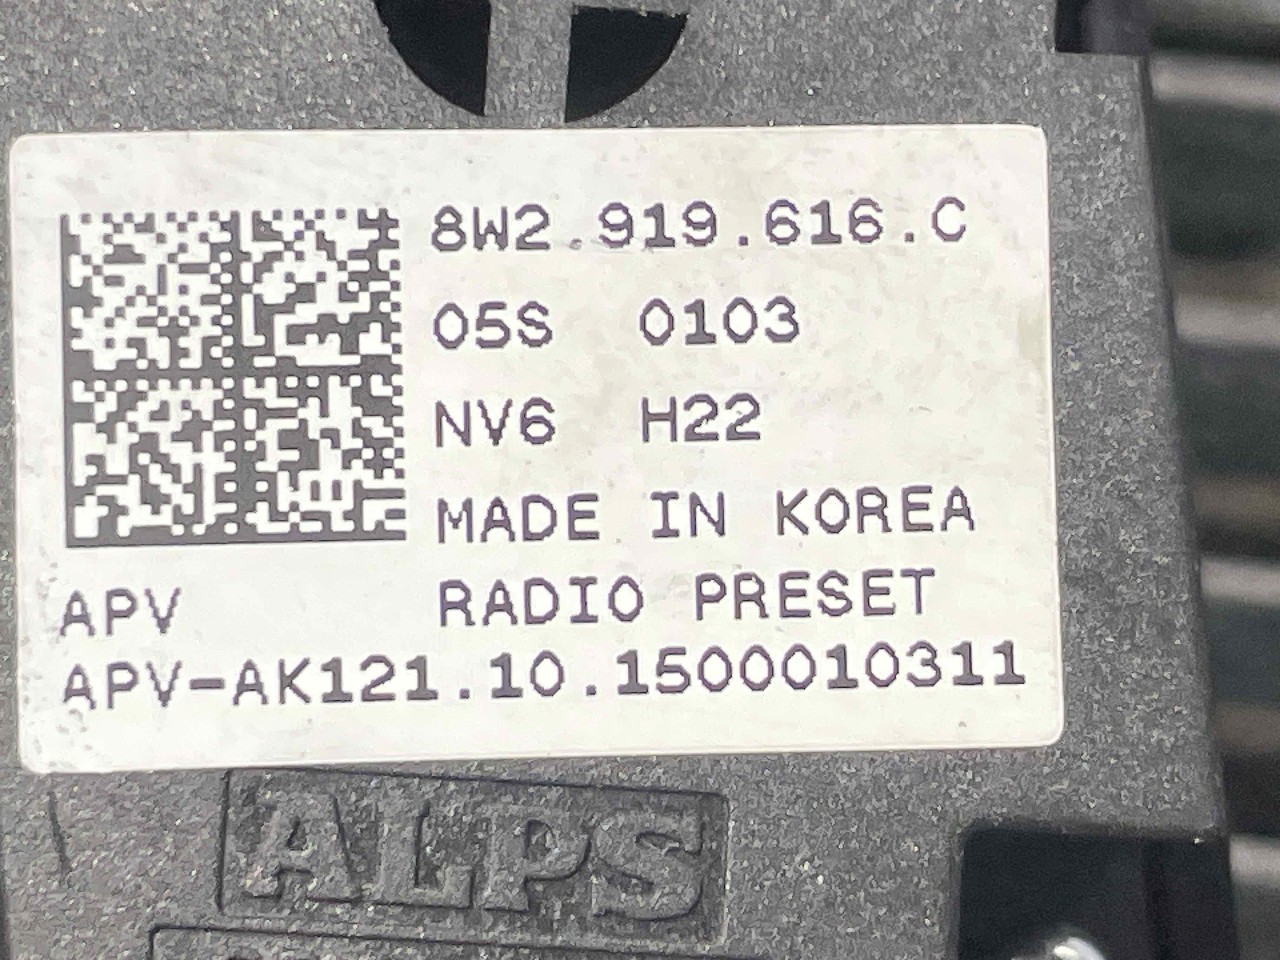 8W2.919.616.C
05S 0103
NV6 H22
MADE IN KOREA
APV RADIO PRESET
APV-AK121.10.1500010311
ALPS